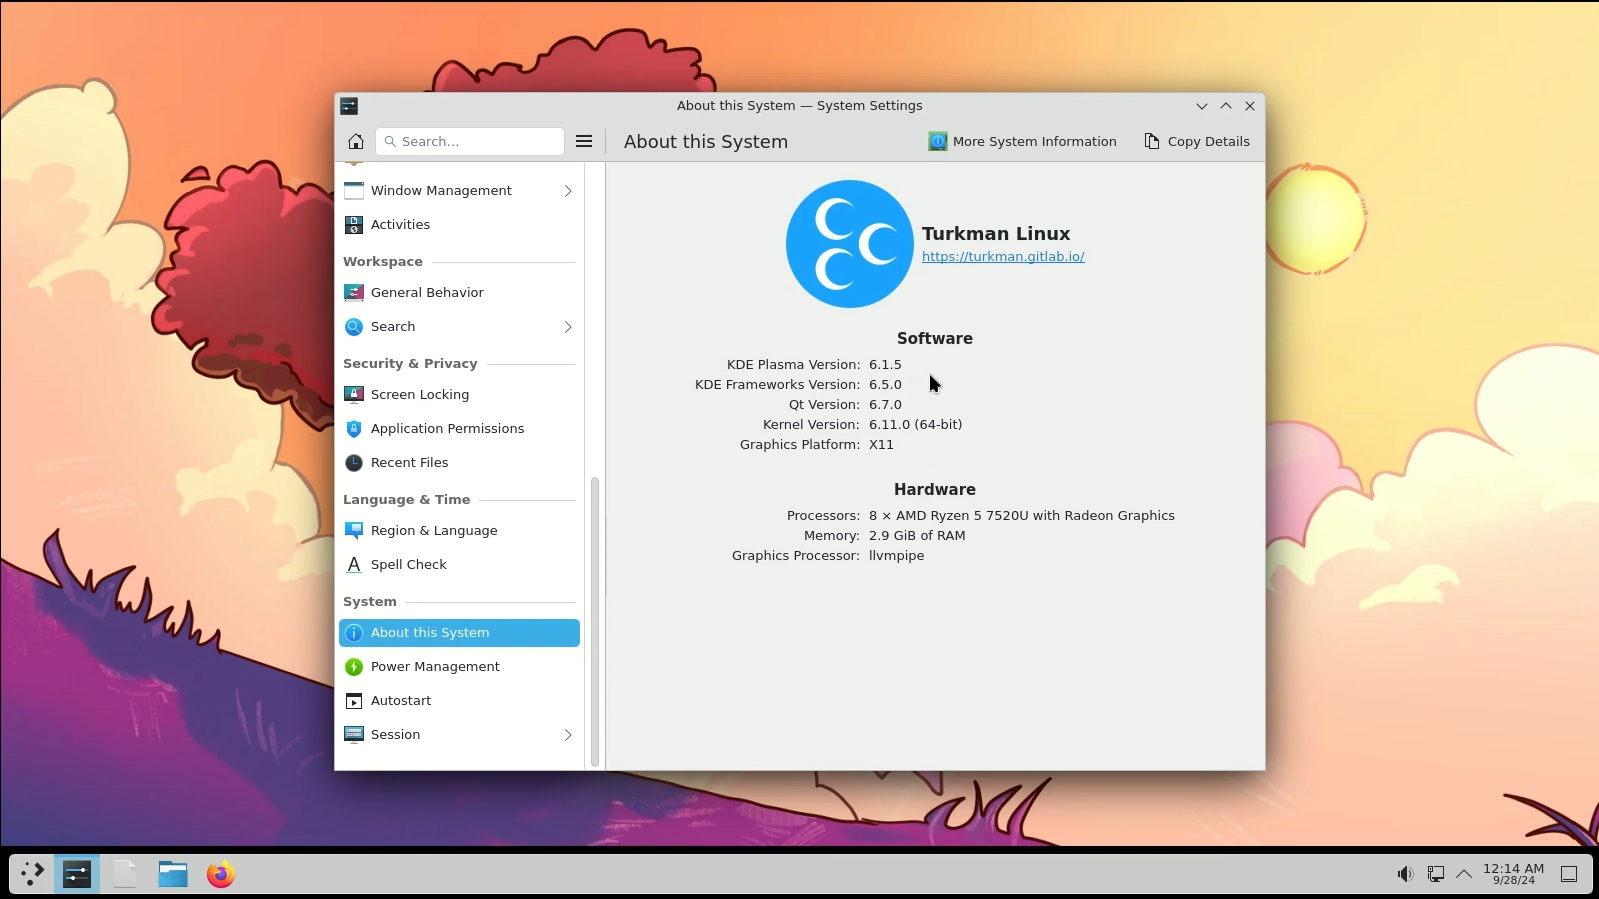 About this System — System Settings
Search...
About this System
More System Information
Copy Details
Window Management
Activities
Workspace
General Behavior
Search
Security & Privacy
Screen Locking
Application Permissions
Recent Files
Language & Time
Region & Language
Spell Check
System
About this System
Power Management
Autostart
Session
Turkman Linux
https://turkman.gitlab.io/
Software
KDE Plasma Version: 6.1.5
KDE Frameworks Version: 6.5.0
Qt Version: 6.7.0
Kernel Version: 6.11.0 (64-bit)
Graphics Platform: X11
Hardware
Processors: 8 × AMD Ryzen 5 7520U with Radeon Graphics
Memory: 2.9 GiB of RAM
Graphics Processor: llvmpipe
12:14 AM
9/28/24